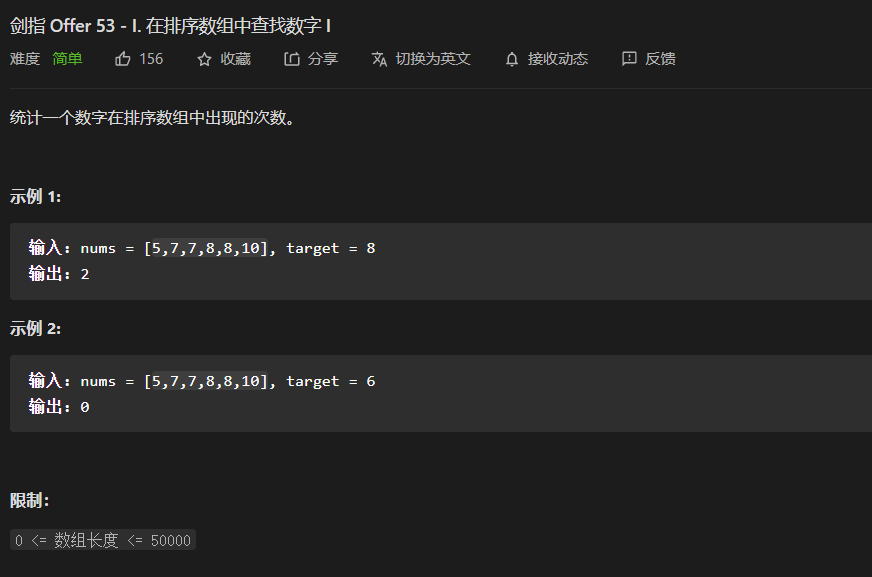 剑指 Offer 53 - I. 在排序数组中查找数字 I
难度 简单 156 收藏 分享 切换为英文 接收动态 反馈
统计一个数字在排序数组中出现的次数。
示例 1:
输入: nums = [5,7,7,8,8,10], target = 8
输出: 2
示例 2:
输入: nums = [5,7,7,8,8,10], target = 6
输出: 0
限制：
0 <= 数组长度 <= 50000